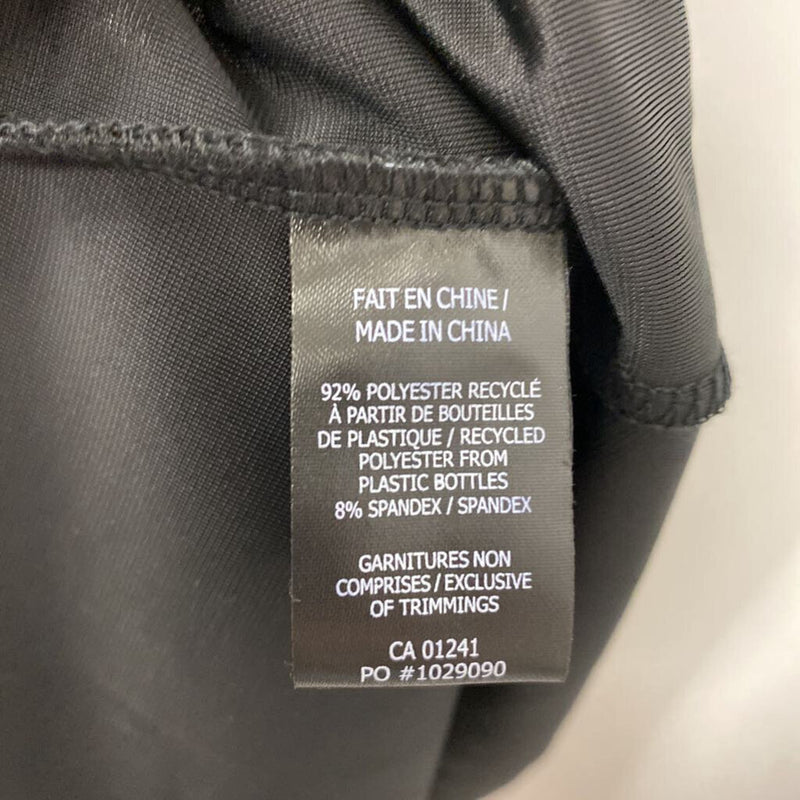 FAIT EN CHINE /
MADE IN CHINA
92% POLYESTER RECYCLÉ
À PARTIR DE BOUTEILLES
DE PLASTIQUE / RECYCLED
POLYESTER FROM
PLASTIC BOTTLES
8% SPANDEX / SPANDEX
GARNITURES NON
COMPRISES / EXCLUSIVE
OF TRIMMINGS
CA 01241
PO #1029090